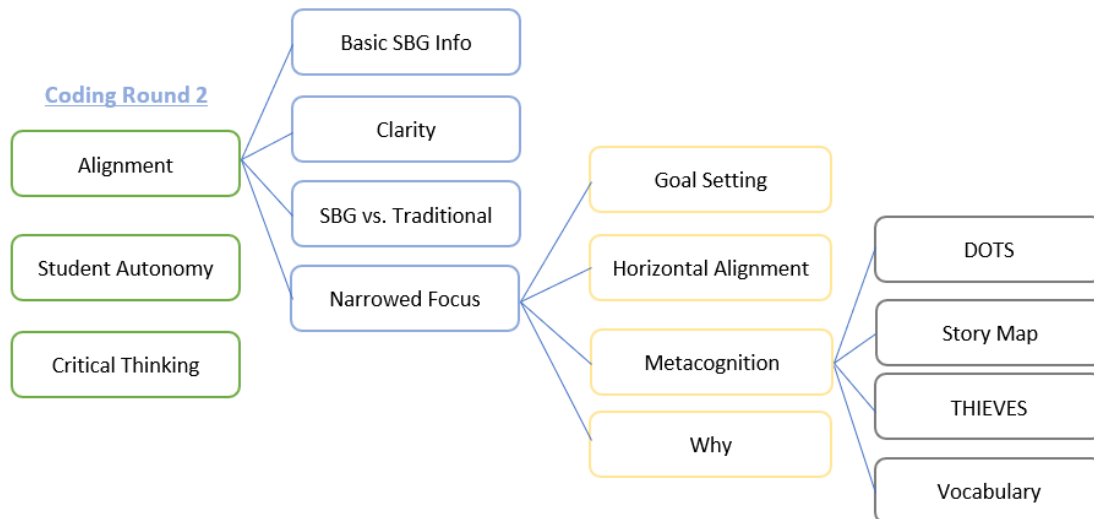 Coding Round 2
Alignment
Student Autonomy
Critical Thinking
Basic SBG Info
Clarity
SBG vs. Traditional
Narrowed Focus
Goal Setting
Horizontal Alignment
Metacognition
Why
DOTS
Story Map
THIEVES
Vocabulary